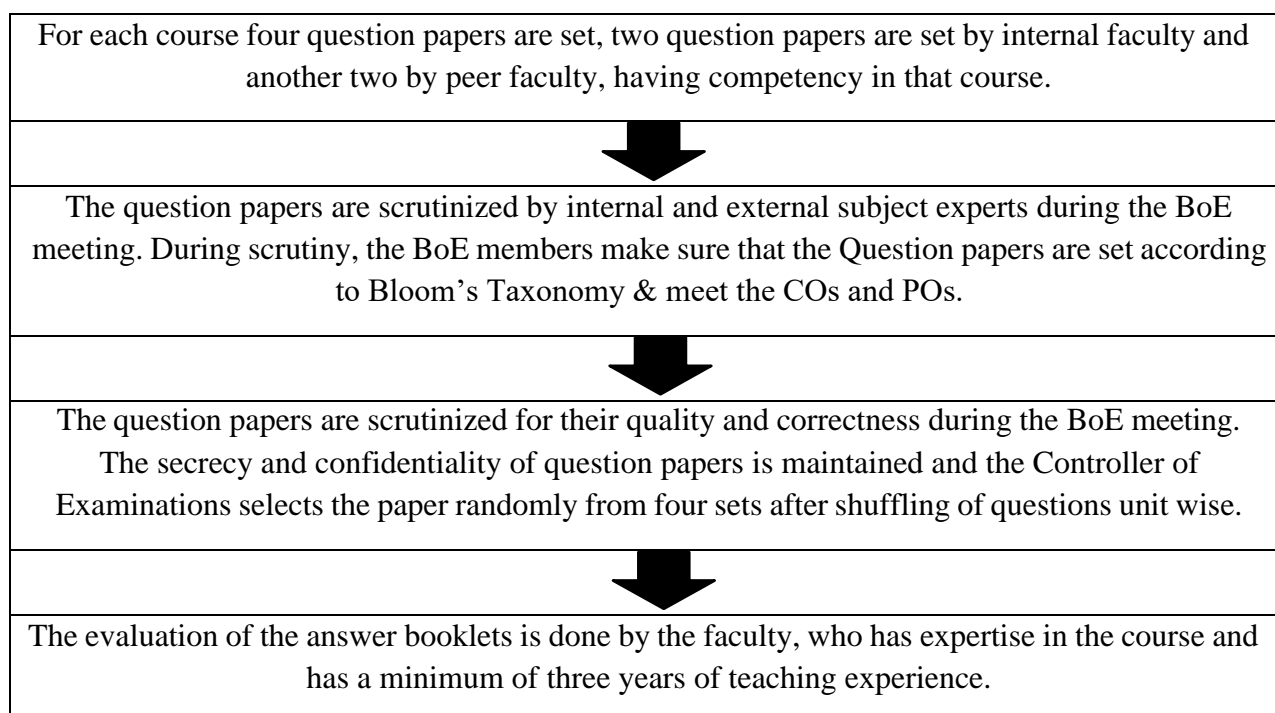 For each course four question papers are set, two question papers are set by internal faculty and
another two by peer faculty, having competency in that course.
The question papers are scrutinized by internal and external subject experts during the BoE
meeting. During scrutiny, the BoE members make sure that the Question papers are set according
to Bloom’s Taxonomy & meet the COs and POs.
The question papers are scrutinized for their quality and correctness during the BoE meeting.
The secrecy and confidentiality of question papers is maintained and the Controller of
Examinations selects the paper randomly from four sets after shuffling of questions unit wise.
The evaluation of the answer booklets is done by the faculty, who has expertise in the course and
has a minimum of three years of teaching experience.